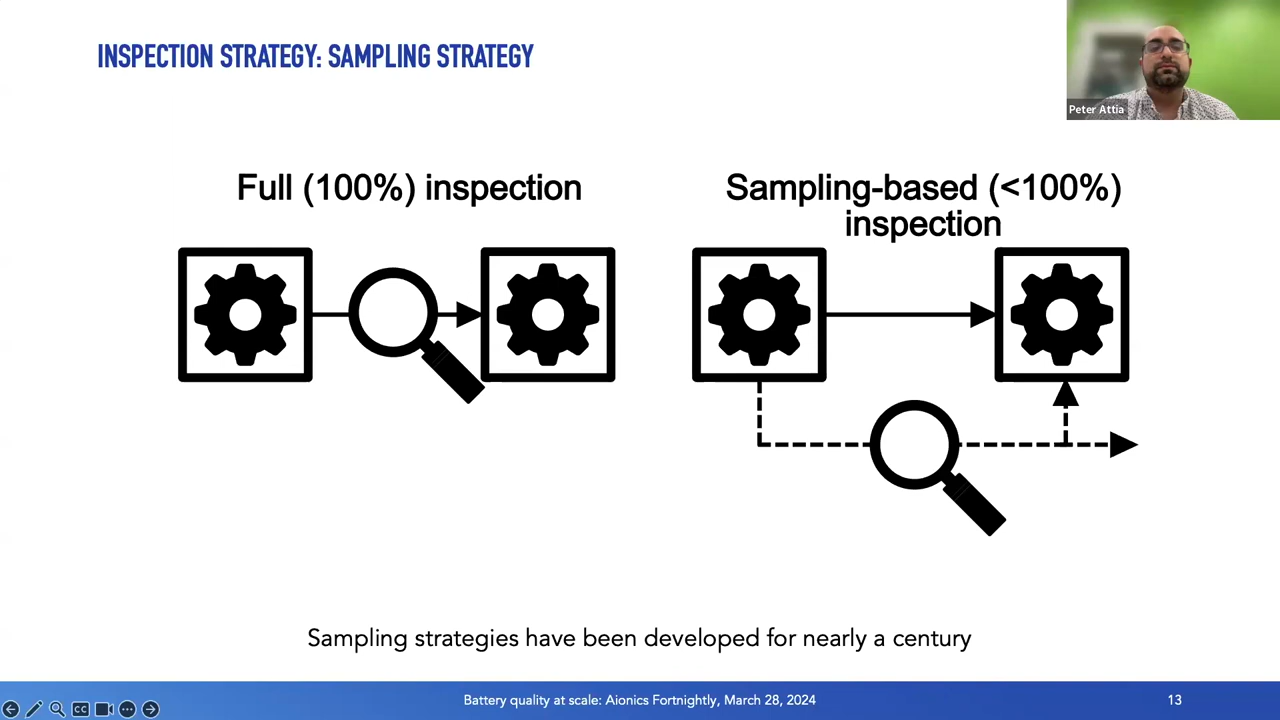 INSPECTION STRATEGY: SAMPLING STRATEGY
Peter Attia
Full (100%) inspection
Sampling-based (<100%)
inspection
Sampling strategies have been developed for nearly a century
Battery quality at scale: Aionics Fortnightly, March 28, 2024
13
CC